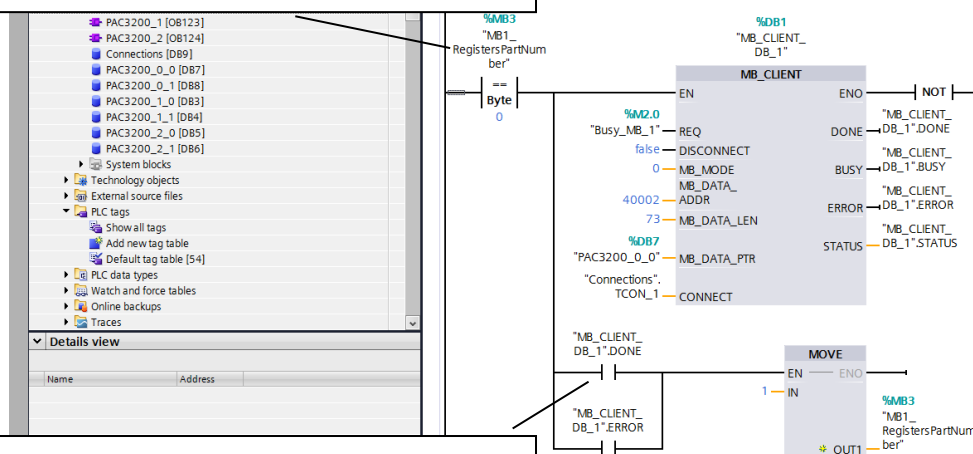 PAC3200_1 [OB123]
PAC3200_2 [OB124]
Connections [DB9]
PAC3200_0_0 [DB7]
PAC3200_0_1 [DB8]
PAC3200_1_0 [DB3]
PAC3200_1_1 [DB4]
PAC3200_2_0 [DB5]
PAC3200_2_1 [DB6]
System blocks
Technology objects
External source files
PLC tags
Show all tags
Add new tag table
Default tag table [54]
PLC data types
Watch and force tables
Online backups
Traces
Details view
Name Address
%MB3
"MB1_
RegistersPartNum
ber"
==
Byte
0
%DB1
"MB_CLIENT_
DB_1"
MB_CLIENT
EN ENO
NOT
%M2.0
"Busy_MB_1" REQ
false DISCONNECT
0 MB_MODE
MB_DATA_
40002 ADDR
73 MB_DATA_LEN
%DB7
"PAC3200_0_0" MB_DATA_PTR
"Connections".
TCON_1 CONNECT
"MB_CLIENT_
DONE DB_1".DONE
"MB_CLIENT_
BUSY DB_1".BUSY
"MB_CLIENT_
ERROR DB_1".ERROR
"MB_CLIENT_
STATUS DB_1".STATUS
"MB_CLIENT_
DB_1".DONE
"MB_CLIENT_
DB_1".ERROR
MOVE
EN ENO
1 IN
%MB3
"MB1_
RegistersPartNum
OUT1 ber"